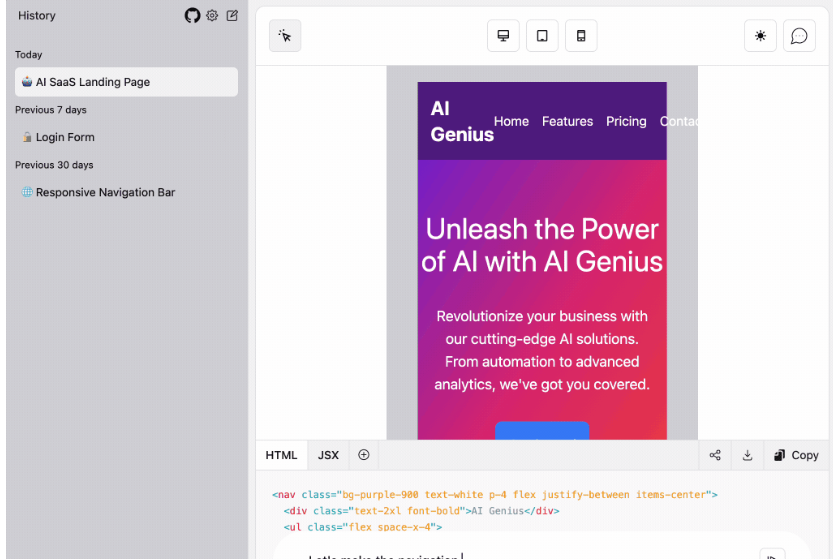 History
Today
AI SaaS Landing Page
Previous 7 days
Login Form
Previous 30 days
Responsive Navigation Bar
AI
Genius
Home Features Pricing
Unleash the Power
of AI with AI Genius
Revolutionize your business with
our cutting-edge AI solutions.
From automation to advanced
analytics, we've got you covered.
HTML JSX
Copy
<nav class="bg-purple-900 text-white p-4 flex justify-between items-center">
<div class="text-2xl font-bold">AI Genius</div>
<ul class="flex space-x-4">
Let's make the navigation